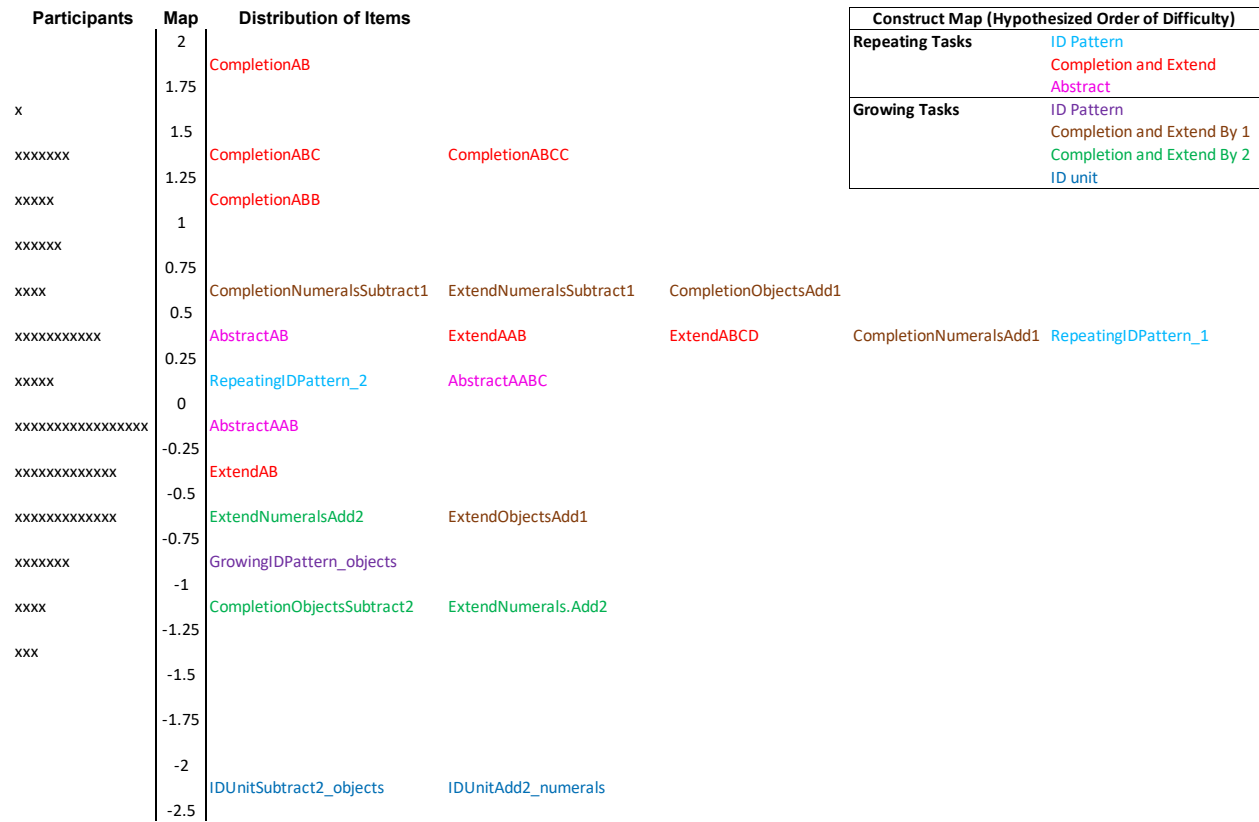 Participants Map Distribution of Items
Construct Map (Hypothesized Order of Difficulty)
Repeating Tasks ID Pattern
Completion and Extend
Abstract
Growing Tasks ID Pattern
Completion and Extend By 1
Completion and Extend By 2
ID unit
2
CompletionAB
1.75
x
1.5
xxxxxxx CompletionABC CompletionABCC
1.25
xxxxx CompletionABB
1
xxxxxx
0.75
xxxx CompletionNumeralsSubtract1 ExtendNumeralsSubtract1 CompletionObjectsAdd1
0.5
xxxxxxxxxxx AbstractAB ExtendAAB ExtendABCD CompletionNumeralsAdd1 RepeatingIDPattern_1
0.25
xxxxx RepeatingIDPattern_2 AbstractAABC
0
xxxxxxxxxxxxxxxxx AbstractAAB
-0.25
xxxxxxxxxxxxx ExtendAB
-0.5
xxxxxxxxxxxxx ExtendNumeralsAdd2 ExtendObjectsAdd1
-0.75
xxxxxxx GrowingIDPattern_objects
-1
xxxx CompletionObjectsSubtract2 ExtendNumerals.Add2
-1.25
xxx
-1.5
-1.75
-2
IDUnitSubtract2_objects IDUnitAdd2_numerals
-2.5